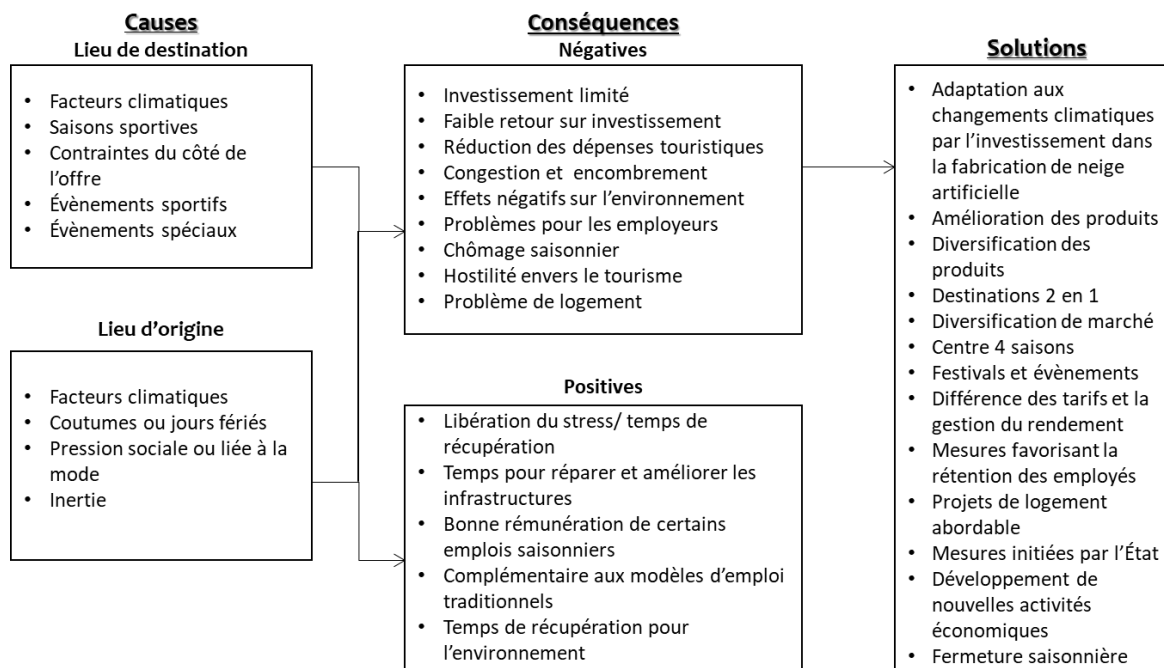 Causes
Lieu de destination
• Facteurs climatiques
• Saisons sportives
• Contraintes du côté de
l’offre
• Évènements sportifs
• Évènements spéciaux
Lieu d’origine
• Facteurs climatiques
• Coutumes ou jours fériés
• Pression sociale ou liée à la
mode
• Inertie
Conséquences
Négatives
• Investissement limité
• Faible retour sur investissement
• Réduction des dépenses touristiques
• Congestion et encombrement
• Effets négatifs sur l’environnement
• Problèmes pour les employeurs
• Chômage saisonnier
• Hostilité envers le tourisme
• Problème de logement
Positives
• Libération du stress/ temps de
récupération
• Temps pour réparer et améliorer les
infrastructures
• Bonne rémunération de certains
emplois saisonniers
• Complémentaire aux modèles d’emploi
traditionnels
• Temps de récupération pour
l’environnement
Solutions
• Adaptation aux
changements climatiques
par l’investissement dans
la fabrication de neige
artificielle
• Amélioration des produits
• Diversification des
produits
• Destinations 2 en 1
• Diversification de marché
• Centre 4 saisons
• Festivals et évènements
• Différence des tarifs et la
gestion du rendement
• Mesures favorisant la
rétention des employés
• Projets de logement
abordable
• Mesures initiées par l’État
• Développement de
nouvelles activités
économiques
• Fermeture saisonnière